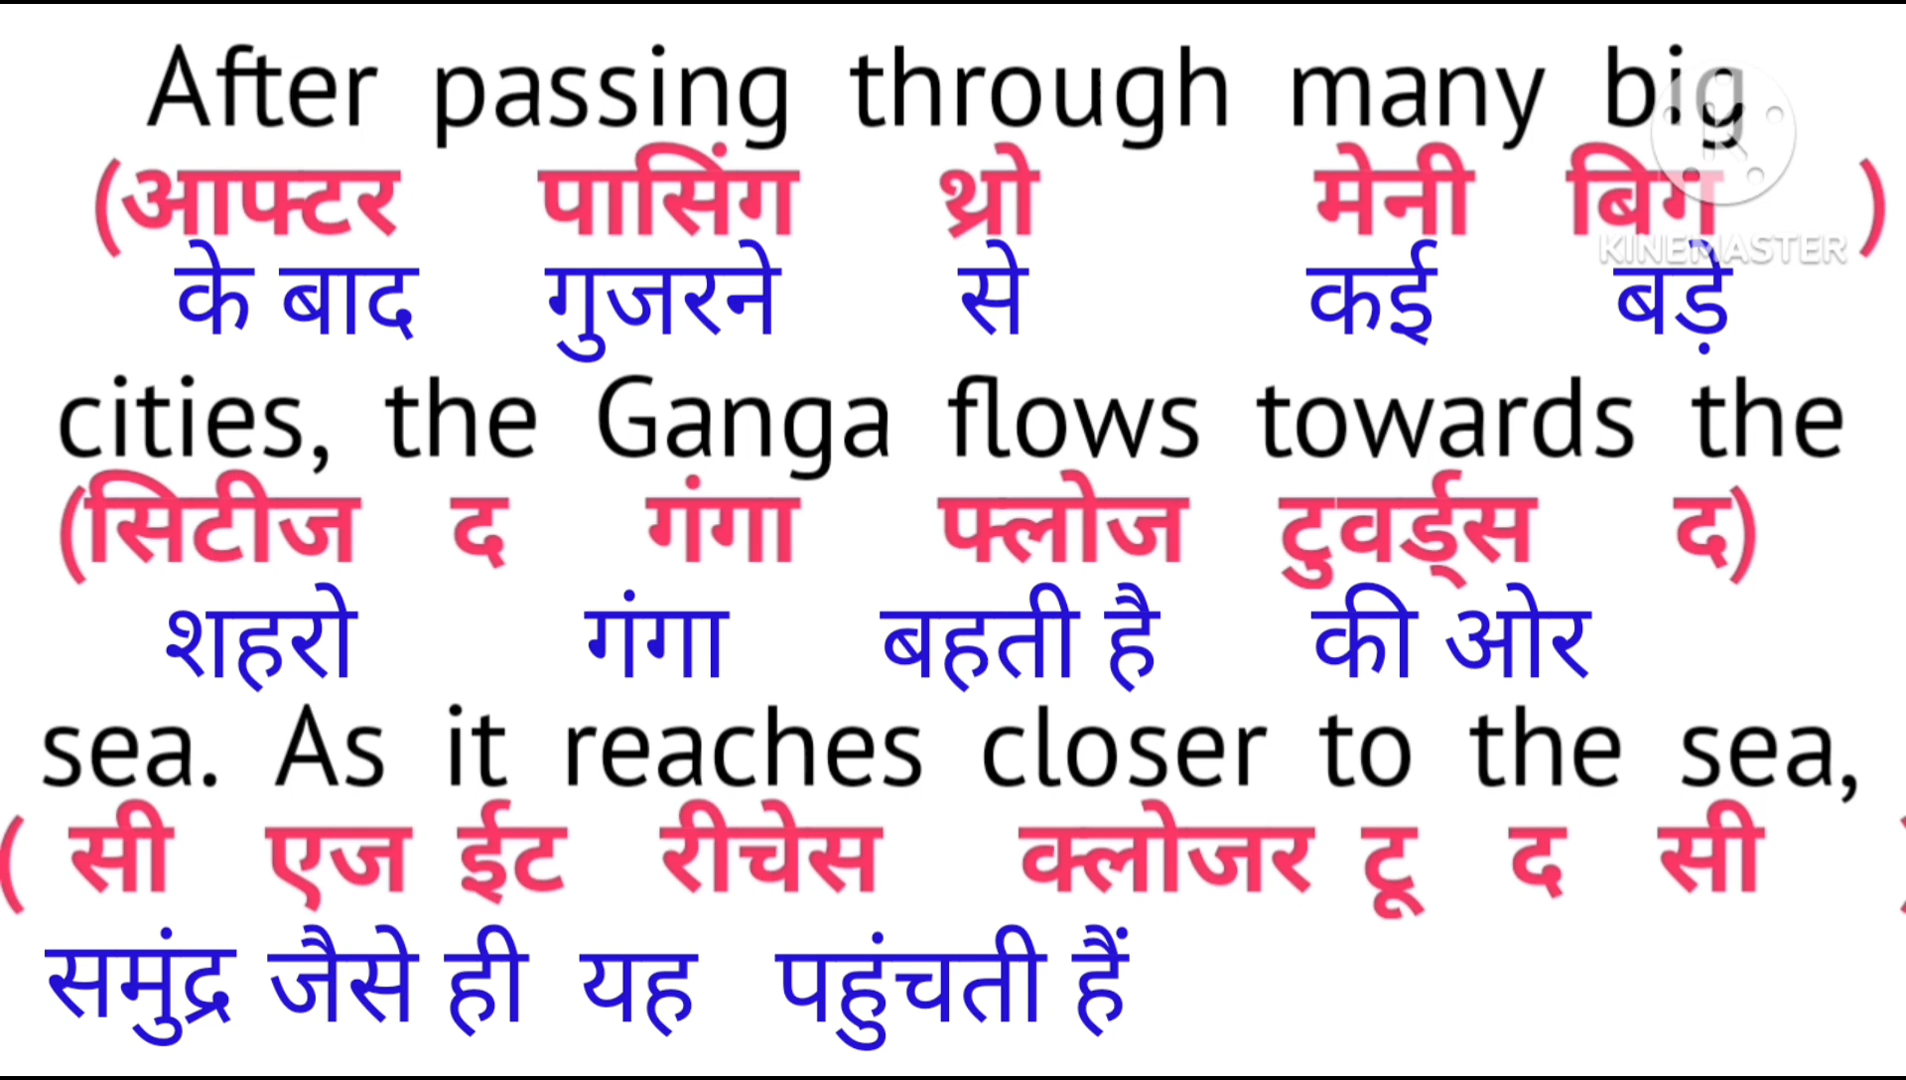 After passing through many big
(आफ्टर पासिंग थ्रो मेनी बिग )
KINEMASTER
के बाद गुजरने से कई बड़े
cities, the Ganga flows towards the
(सिटीज द गंगा फ्लोज टुवर्ड्स द)
शहरो गंगा बहती है की ओर
sea. As it reaches closer to the sea,
( सी एज ईट रीचेस क्लोजर टू द सी )
समुंद्र जैसे ही यह पहुंचती हैं